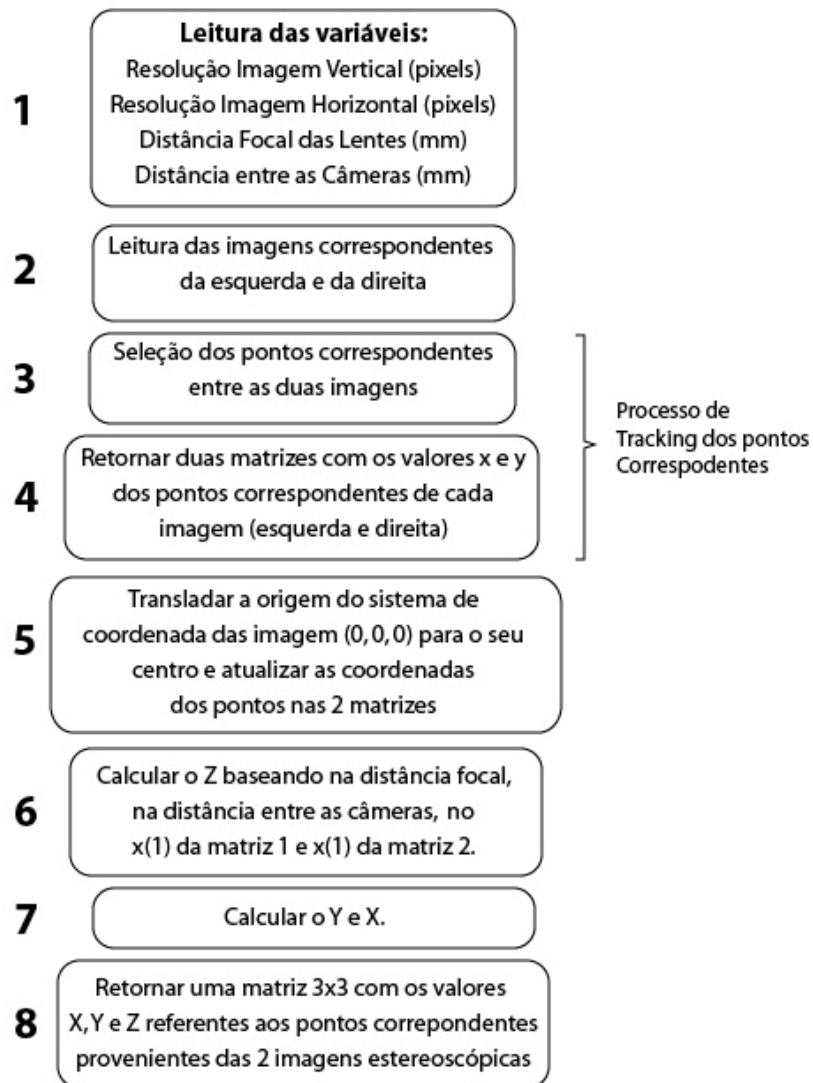 1
Leitura das variáveis:
Resolução Imagem Vertical (pixels)
Resolução Imagem Horizontal (pixels)
Distância Focal das Lentes (mm)
Distância entre as Câmeras (mm)
2
Leitura das imagens correspondentes
da esquerda e da direita
3
Seleção dos pontos correspondentes
entre as duas imagens
4
Retornar duas matrizes com os valores x e y
dos pontos correspondentes de cada
imagem (esquerda e direita)
Processo de
Tracking dos pontos
Correspodentes
5
Transladar a origem do sistema de
coordenada das imagem (0, 0, 0) para o seu
centro e atualizar as coordenadas
dos pontos nas 2 matrizes
6
Calcular o Z baseando na distância focal,
na distância entre as câmeras, no
x(1) da matriz 1 e x(1) da matriz 2.
7
Calcular o Y e X.
8
Retornar uma matriz 3x3 com os valores
X, Y e Z referentes aos pontos correpondentes
provenientes das 2 imagens estereoscópicas